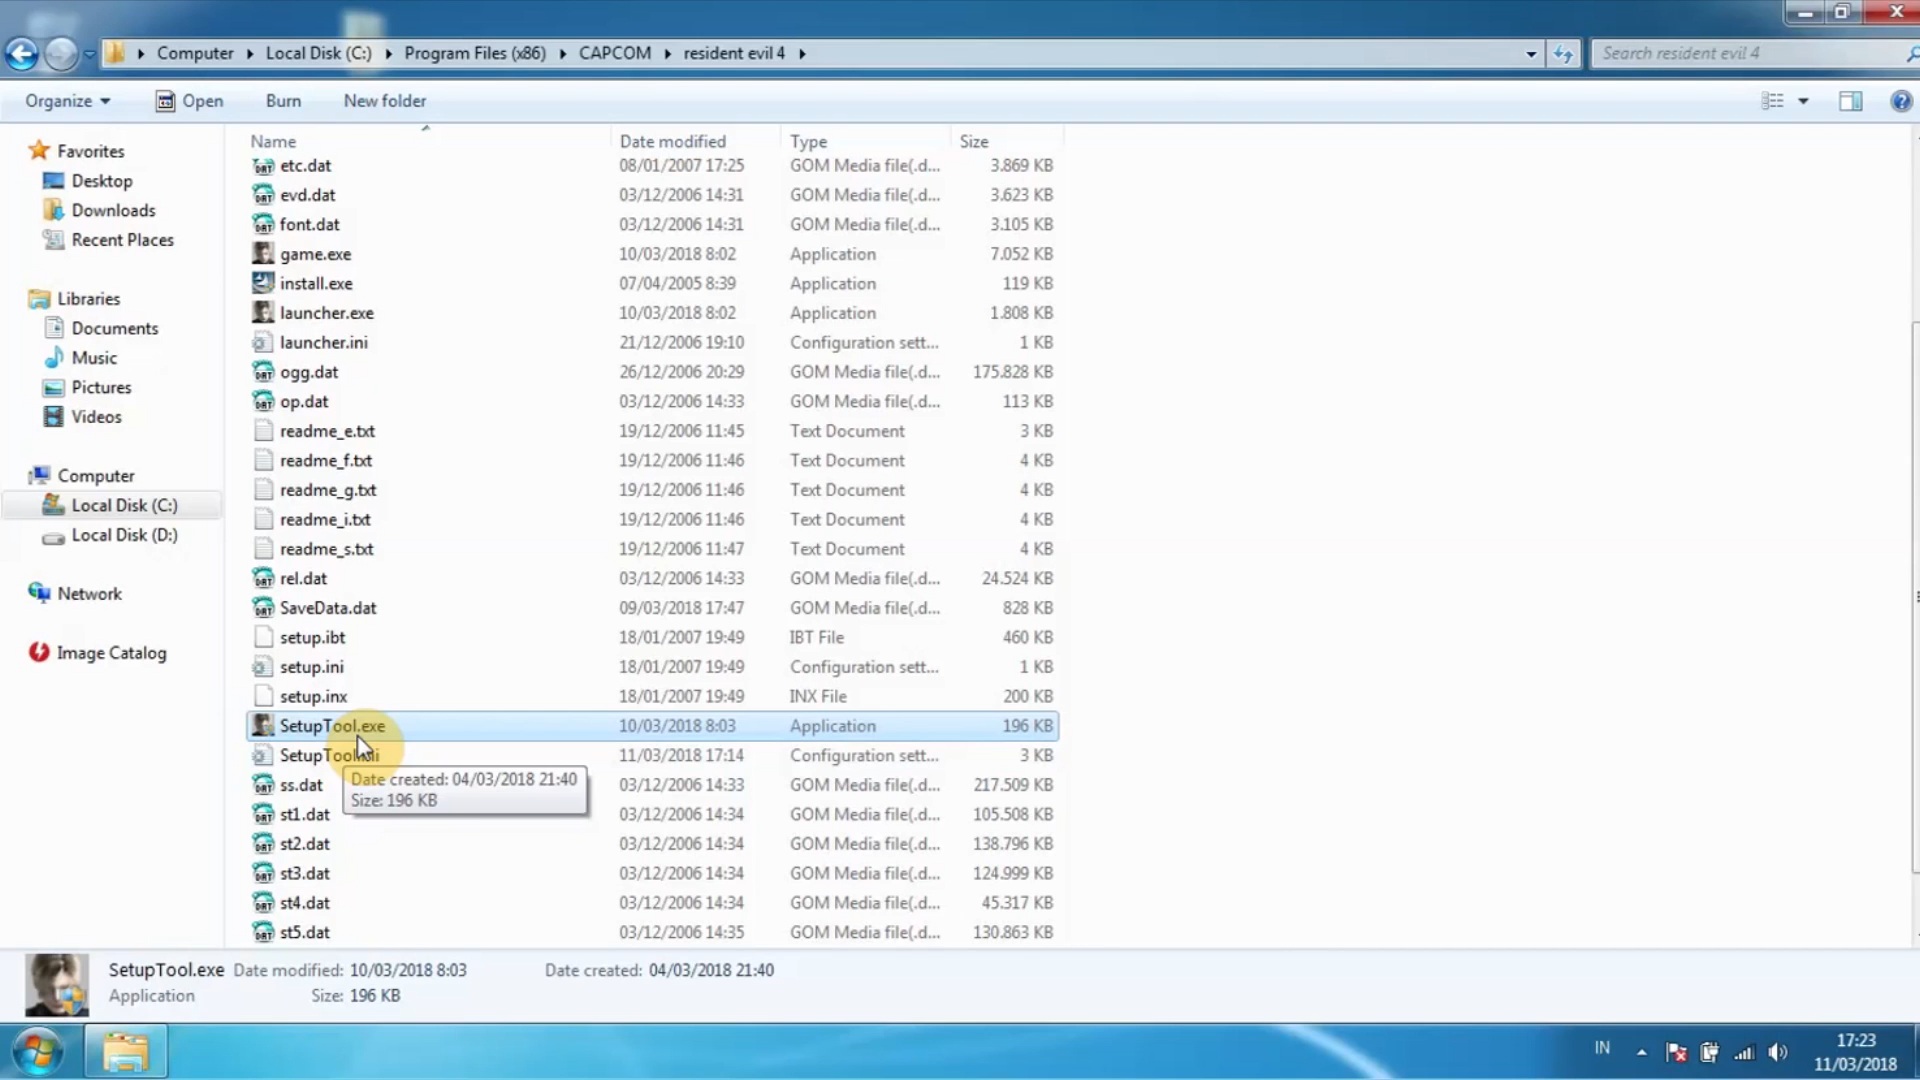 Computer Local Disk (C:) Program Files (x86) CAPCOM resident evil 4 Search resident evil 4
Organize Open Burn New folder
Name Date modified Type Size
Favorites
Desktop
Downloads
Recent Places
Libraries
Documents
Music
Pictures
Videos
Computer
Local Disk (C:)
Local Disk (D:)
Network
Image Catalog
etc.dat 08/01/2007 17:25 GOM Media file(.d... 3.869 KB
evd.dat 03/12/2006 14:31 GOM Media file(.d... 3.623 KB
font.dat 03/12/2006 14:31 GOM Media file(.d... 3.105 KB
game.exe 10/03/2018 8:02 Application 7.052 KB
install.exe 07/04/2005 8:39 Application 119 KB
launcher.exe 10/03/2018 8:02 Application 1.808 KB
launcher.ini 21/12/2006 19:10 Configuration sett... 1 KB
ogg.dat 26/12/2006 20:29 GOM Media file(.d... 175.828 KB
op.dat 03/12/2006 14:33 GOM Media file(.d... 113 KB
readme_e.txt 19/12/2006 11:45 Text Document 3 KB
readme_f.txt 19/12/2006 11:46 Text Document 4 KB
readme_g.txt 19/12/2006 11:46 Text Document 4 KB
readme_i.txt 19/12/2006 11:46 Text Document 4 KB
readme_s.txt 19/12/2006 11:47 Text Document 4 KB
rel.dat 03/12/2006 14:33 GOM Media file(.d... 24.524 KB
SaveData.dat 09/03/2018 17:47 GOM Media file(.d... 828 KB
setup.ibt 18/01/2007 19:49 IBT File 460 KB
setup.ini 18/01/2007 19:49 Configuration sett... 1 KB
setup.inx 18/01/2007 19:49 INX File 200 KB
SetupTool.exe 10/03/2018 8:03 Application 196 KB
11/03/2018 17:14 Configuration sett... 3 KB
Date created: 04/03/2018 21:40
Size: 196 KB
ss.dat 03/12/2006 14:33 GOM Media file(.d... 217.509 KB
st1.dat 03/12/2006 14:34 GOM Media file(.d... 105.508 KB
st2.dat 03/12/2006 14:34 GOM Media file(.d... 138.796 KB
st3.dat 03/12/2006 14:34 GOM Media file(.d... 124.999 KB
st4.dat 03/12/2006 14:34 GOM Media file(.d... 45.317 KB
st5.dat 03/12/2006 14:35 GOM Media file(.d... 130.863 KB
SetupTool.exe Date modified: 10/03/2018 8:03 Date created: 04/03/2018 21:40
Application Size: 196 KB
IN 17:23
11/03/2018